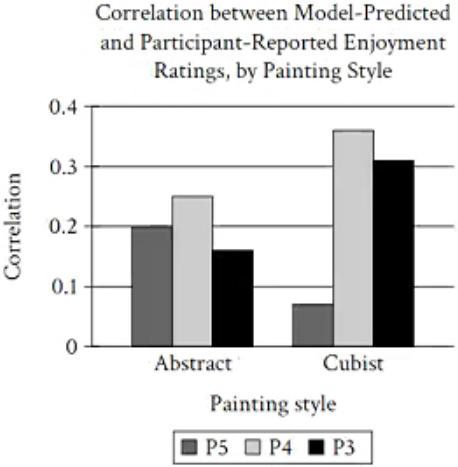 Correlation between Model-Predicted
and Participant-Reported Enjoyment
Ratings, by Painting Style
0.4
0.3
0.2
0.1
0
Correlation
Abstract
Cubist
Painting style
P5 P4 P3